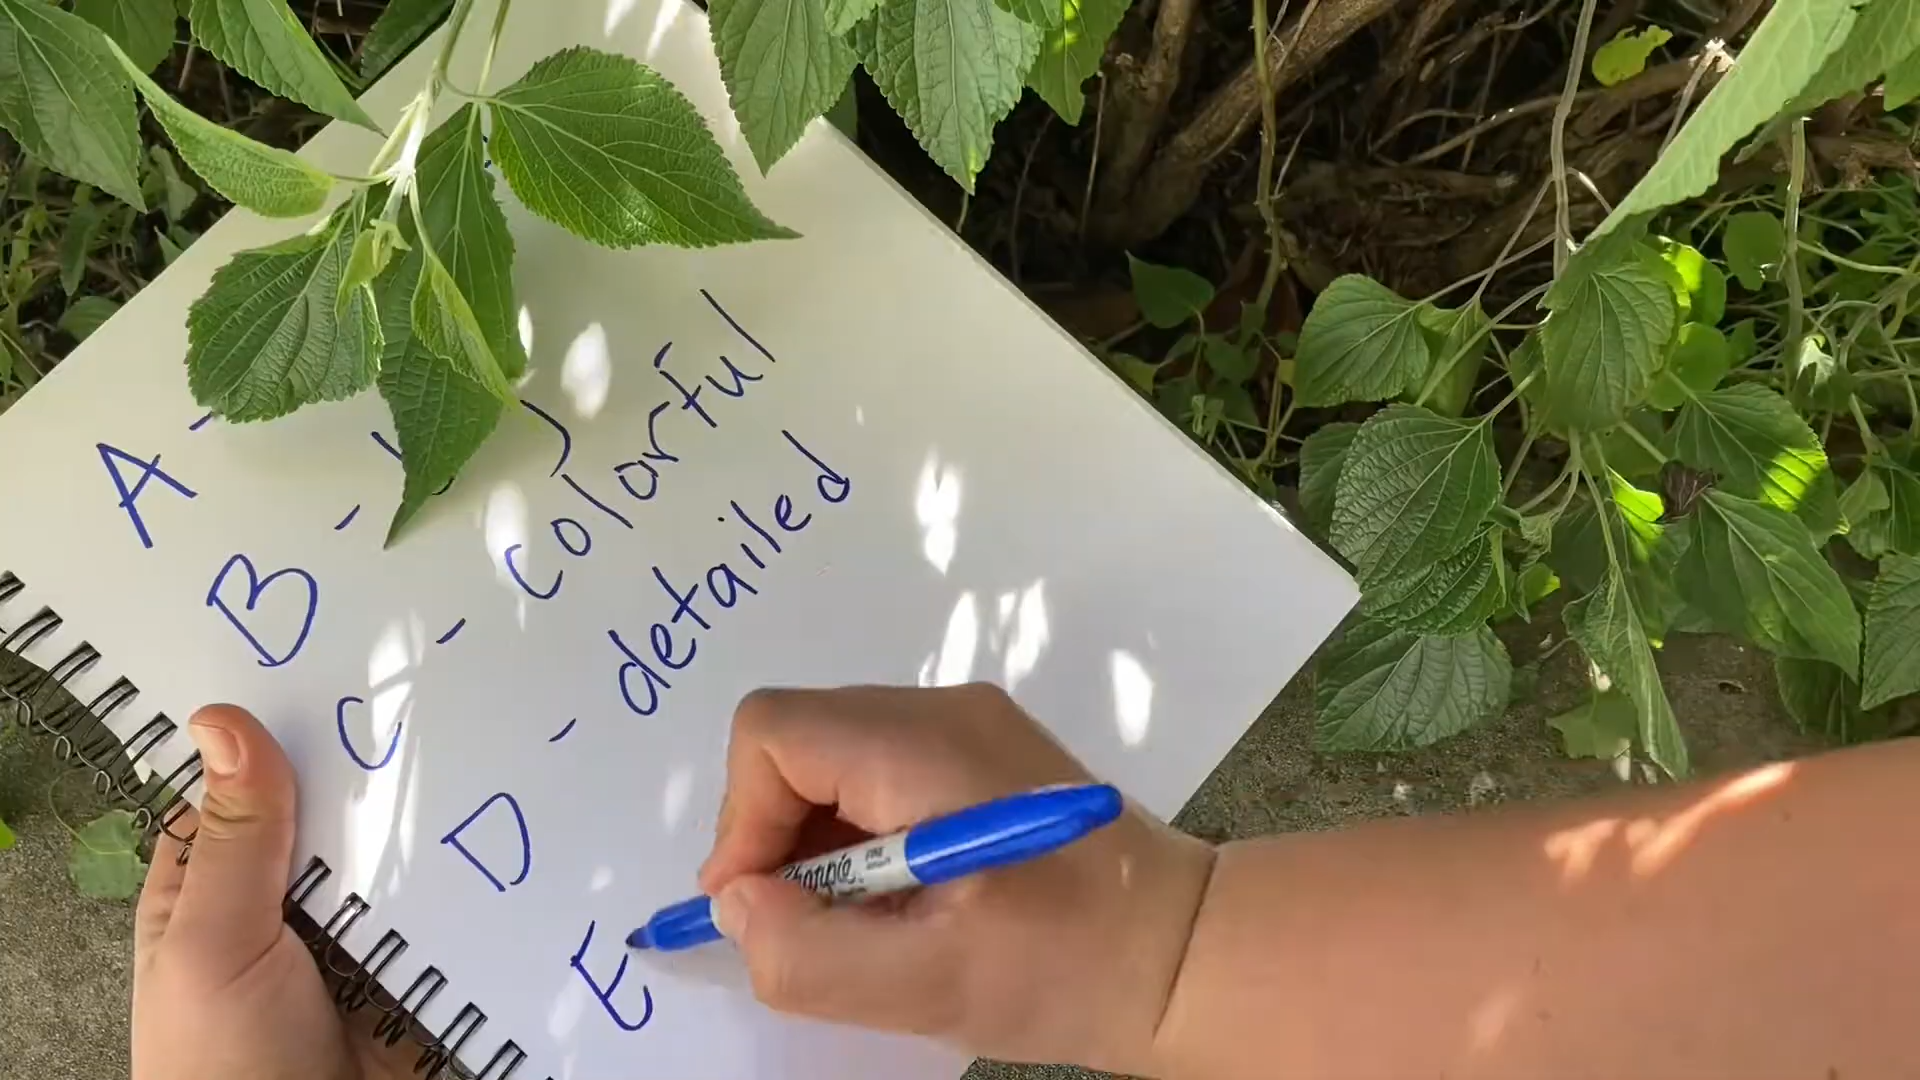 A -
B -
C - colorful
D - detailed
E
Sharpie